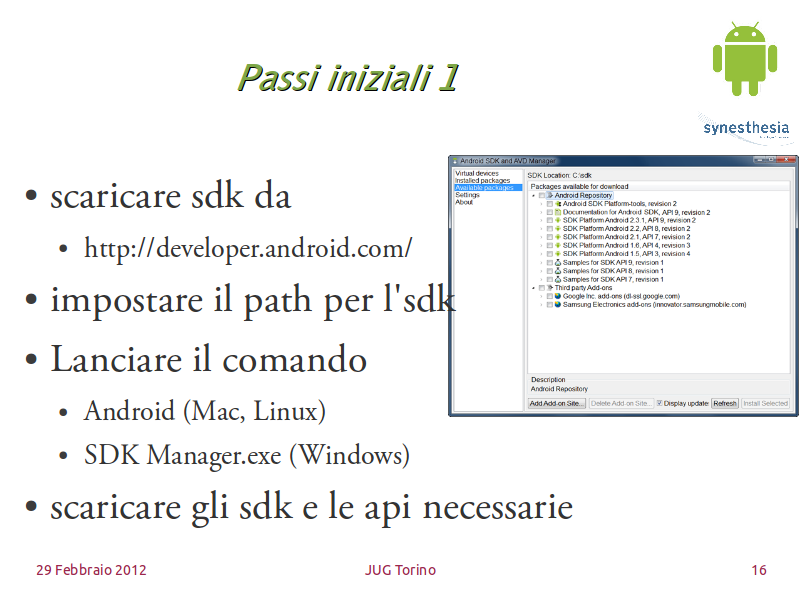 Passi iniziali 1
synesthesia
• scaricare sdk da
• http://developer.android.com/
• impostare il path per l'sdk
• Lanciare il comando
• Android (Mac, Linux)
• SDK Manager.exe (Windows)
• scaricare gli sdk e le api necessarie
Android SDK and AVD Manager
Virtual devices
Installed packages
Available packages
Settings
About
SDK Location: C:\sdk
Packages available for download
Android Repository
Android SDK Platform-tools, revision 2
Documentation for Android SDK, API 9, revision 2
SDK Platform Android 2.3.1, API 9, revision 2
SDK Platform Android 2.2, API 8, revision 2
SDK Platform Android 2.1, API 7, revision 2
SDK Platform Android 1.6, API 4, revision 3
SDK Platform Android 1.5, API 3, revision 4
Samples for SDK API 9, revision 1
Samples for SDK API 8, revision 1
Samples for SDK API 7, revision 1
Third party Add-ons
Google Inc. add-ons (dl-ssl.google.com)
Samsung Electronics add-ons (innovator.samsungmobile.com)
Description
Android Repository
Add Add-on Site... Delete Add-on Site... Display update Refresh Install Selected
29 Febbraio 2012 JUG Torino 16